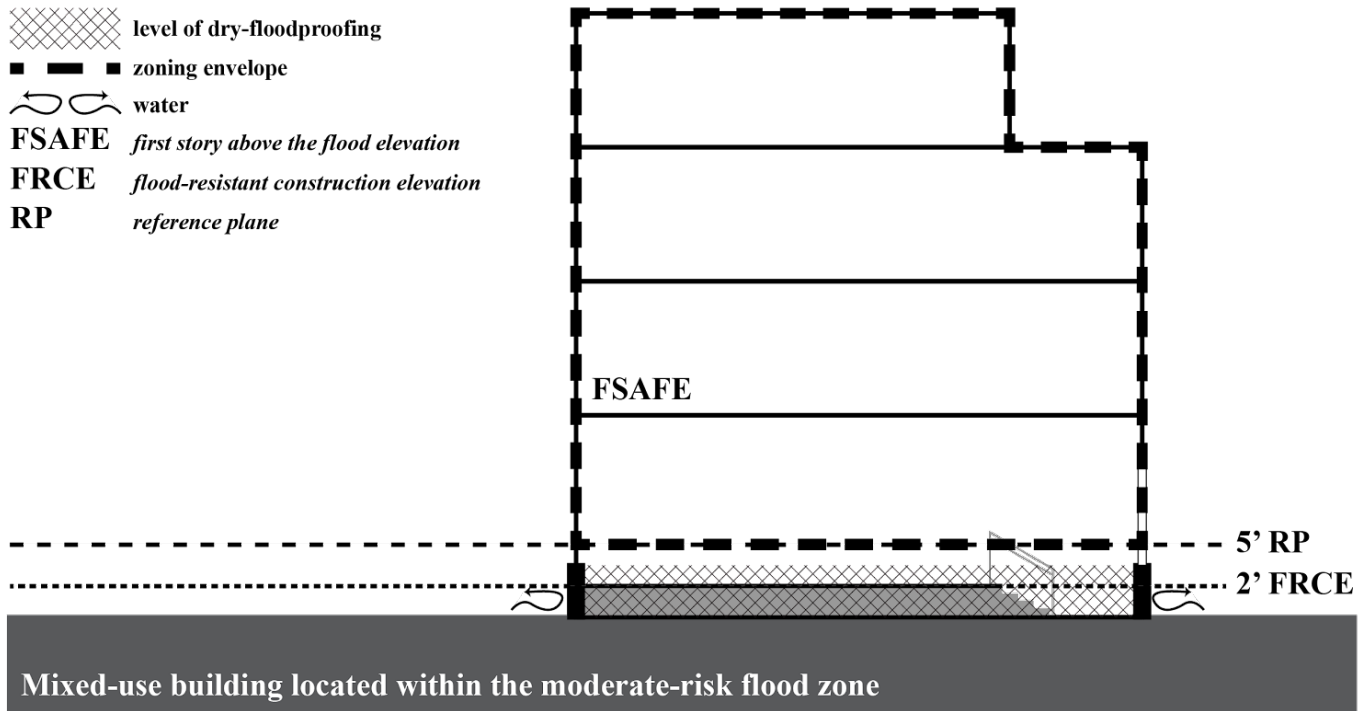 level of dry-floodproofing
zoning envelope
water
FSAFE first story above the flood elevation
FRCE flood-resistant construction elevation
RP reference plane
FSAFE
5’ RP
2’ FRCE
Mixed-use building located within the moderate-risk flood zone